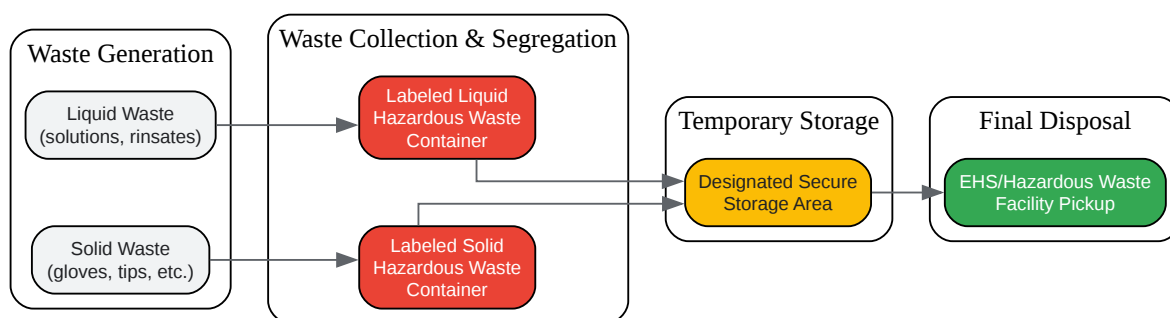 Waste Generation
Liquid Waste
(solutions, rinsates)
Solid Waste
(gloves, tips, etc.)
Waste Collection & Segregation
Labeled Liquid
Hazardous Waste
Container
Labeled Solid
Hazardous Waste
Container
Temporary Storage
Designated Secure
Storage Area
Final Disposal
EHS/Hazardous Waste
Facility Pickup